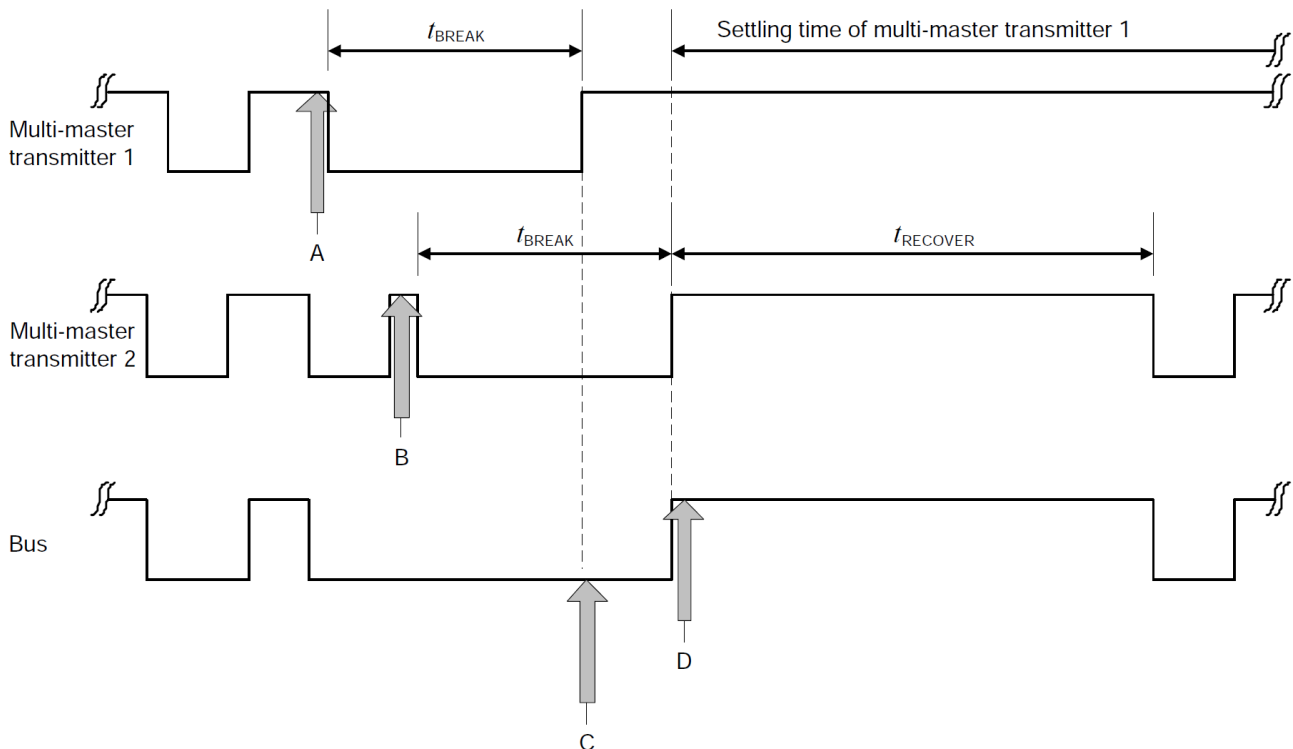 tBREAK
Settling time of multi-master transmitter 1
Multi-master
transmitter 1
A
tBREAK
tRECOVER
Multi-master
transmitter 2
B
Bus
D
C